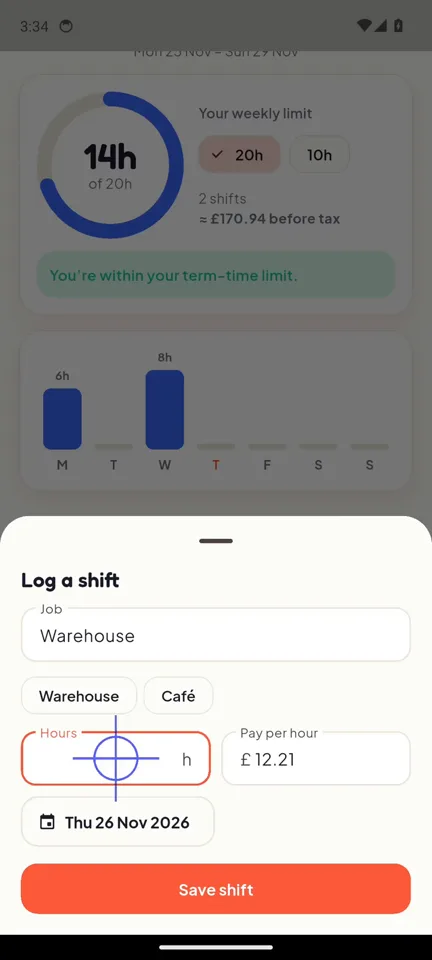 3:34
Mon 23 Nov – Sun 29 Nov
14h
of 20h
Your weekly limit
20h
10h
2 shifts
≈ £170.94 before tax
You're within your term-time limit.
6h
8h
M T W T F S S
Log a shift
Job
Warehouse
Warehouse
Café
Hours
h
Pay per hour
£ 12.21
Thu 26 Nov 2026
Save shift